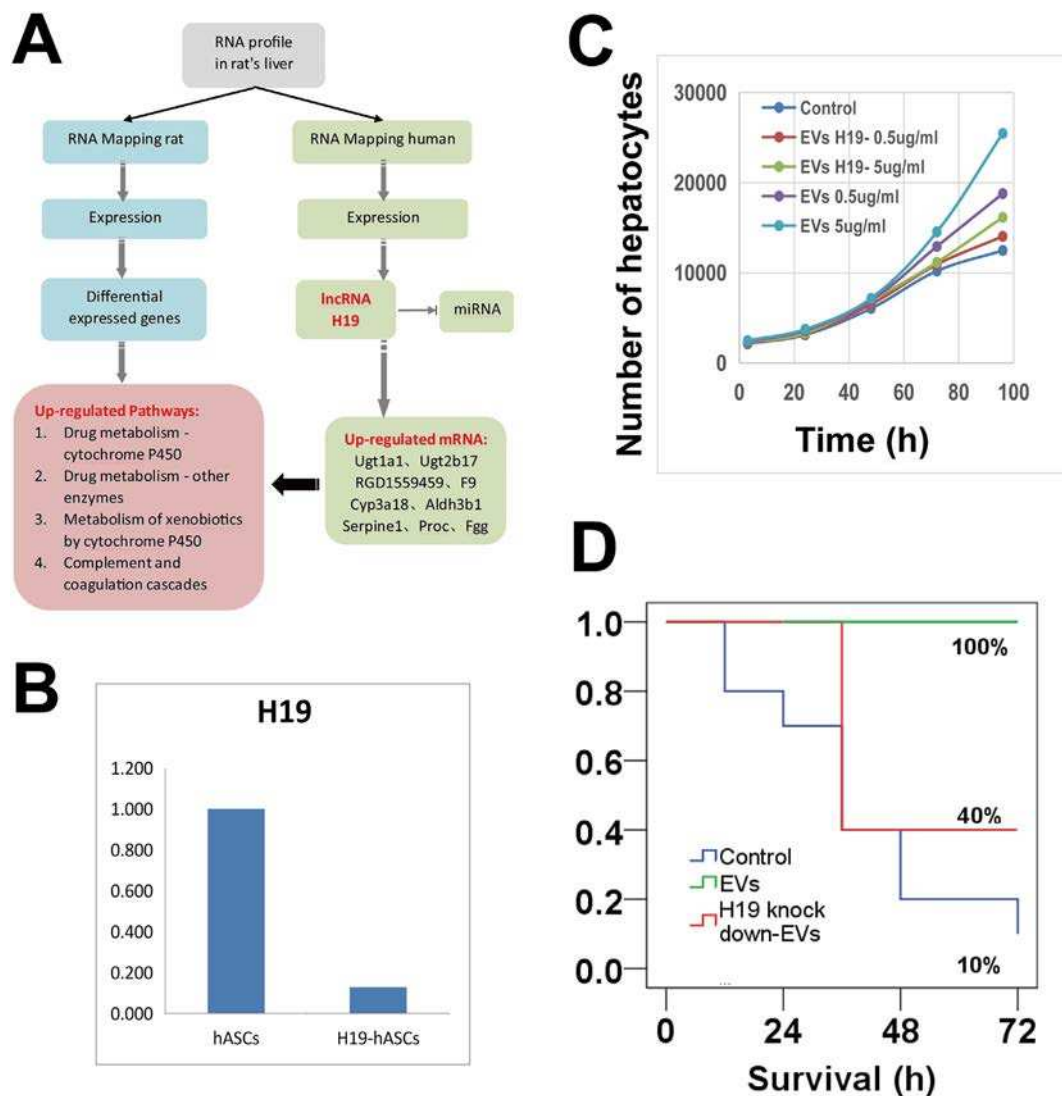 A
RNA profile
in rat's liver
RNA Mapping rat
RNA Mapping human
Expression
Expression
Differential
expressed genes
lncRNA
H19
miRNA
Up-regulated Pathways:
1. Drug metabolism -
cytochrome P450
2. Drug metabolism - other
enzymes
3. Metabolism of xenobiotics
by cytochrome P450
4. Complement and
coagulation cascades
Up-regulated mRNA:
Ugt1a1、Ugt2b17
RGD1559459、F9
Cyp3a18、Aldh3b1
Serpine1、Proc、Fgg
B
H19
1.200
1.000
0.800
0.600
0.400
0.200
0.000
hASCs
H19-hASCs
C
Number of hepatocytes
30000
20000
10000
0
Control
EVs H19- 0.5ug/ml
EVs H19- 5ug/ml
EVs 0.5ug/ml
EVs 5ug/ml
0 20 40 60 80 100
Time (h)
D
1.0
0.8
0.6
0.4
0.2
0.0
100%
40%
10%
Control
EVs
H19 knock
down-EVs
...
0 24 48 72
Survival (h)